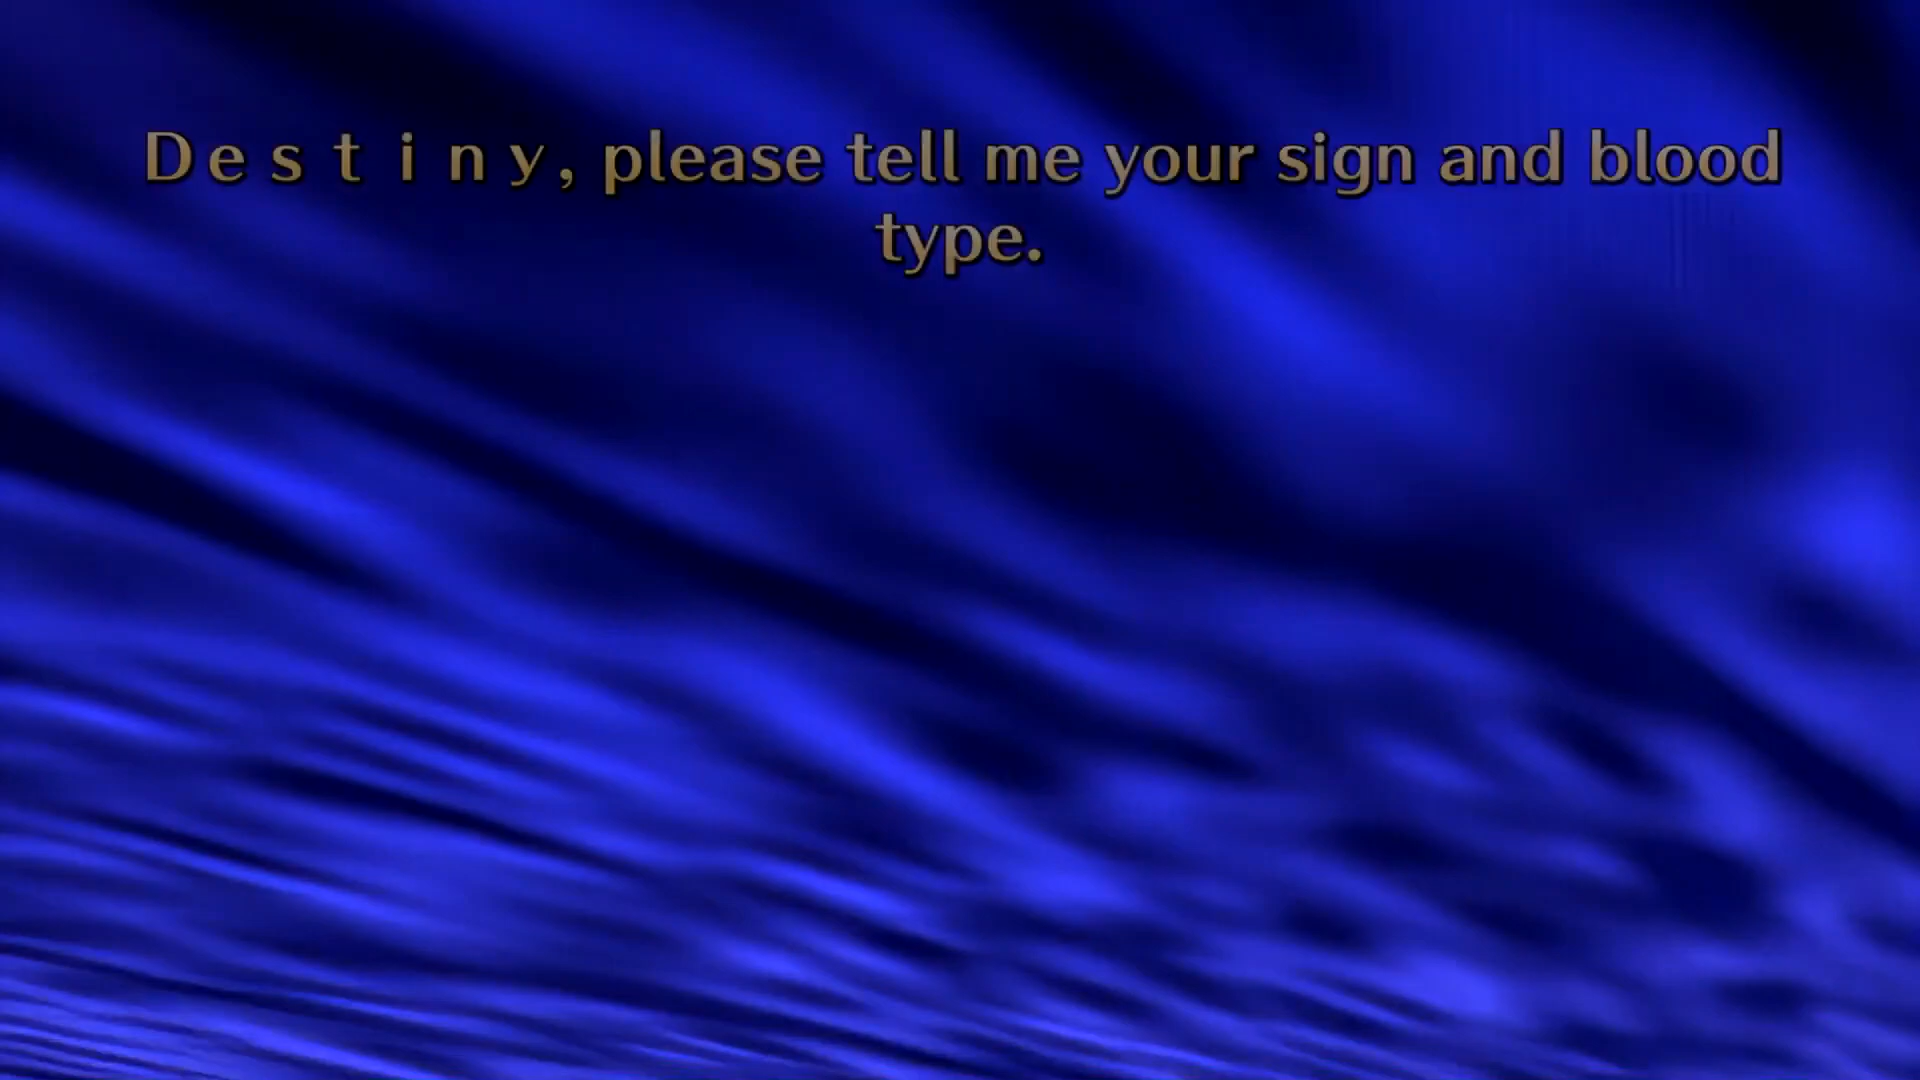 Ｄｅｓｔｉｎｙ, please tell me your sign and blood
type.